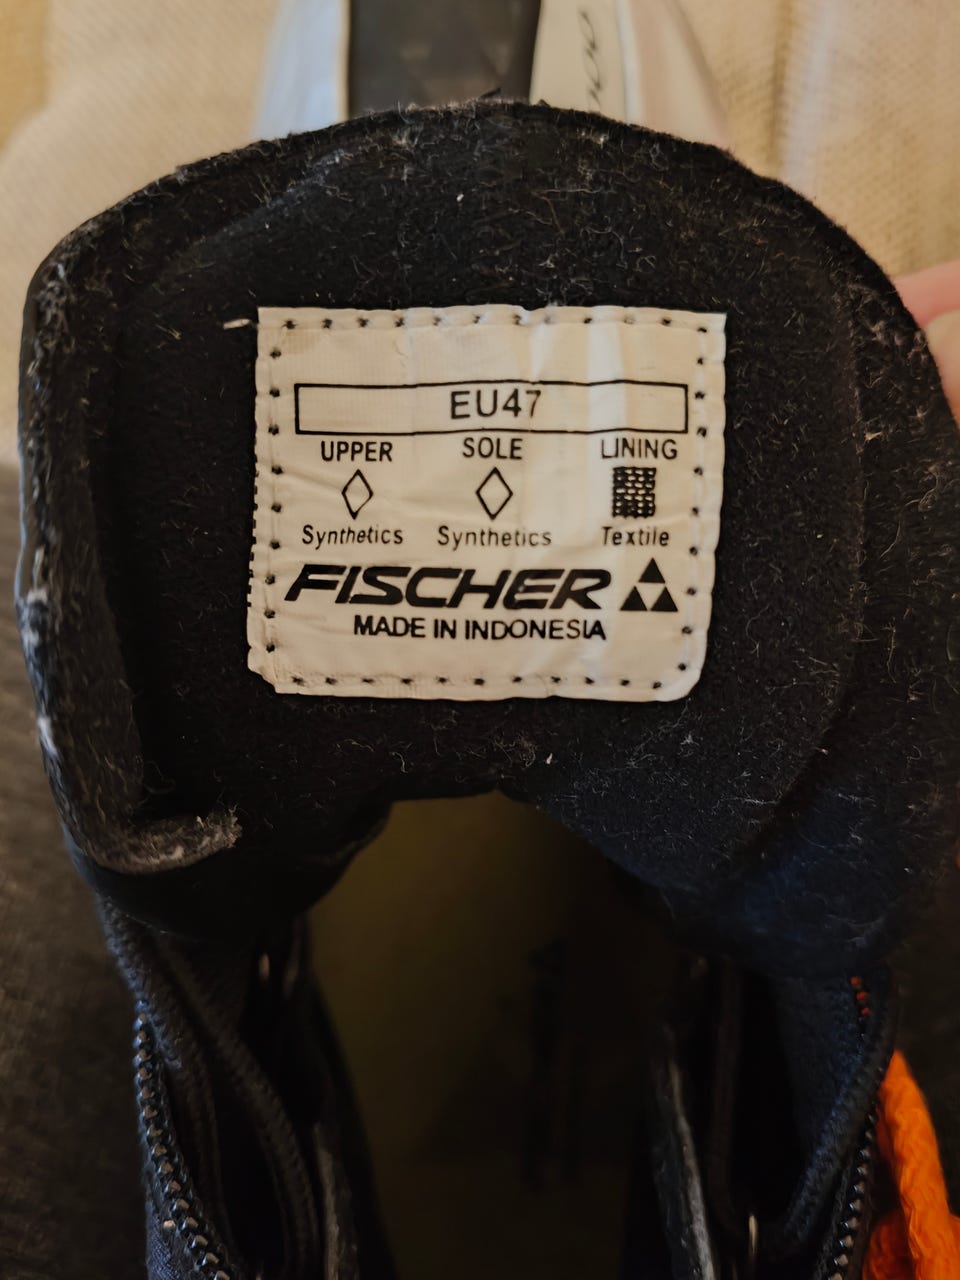 EU47
UPPER SOLE LINING
Synthetics Synthetics Textile
FISCHER
MADE IN INDONESIA